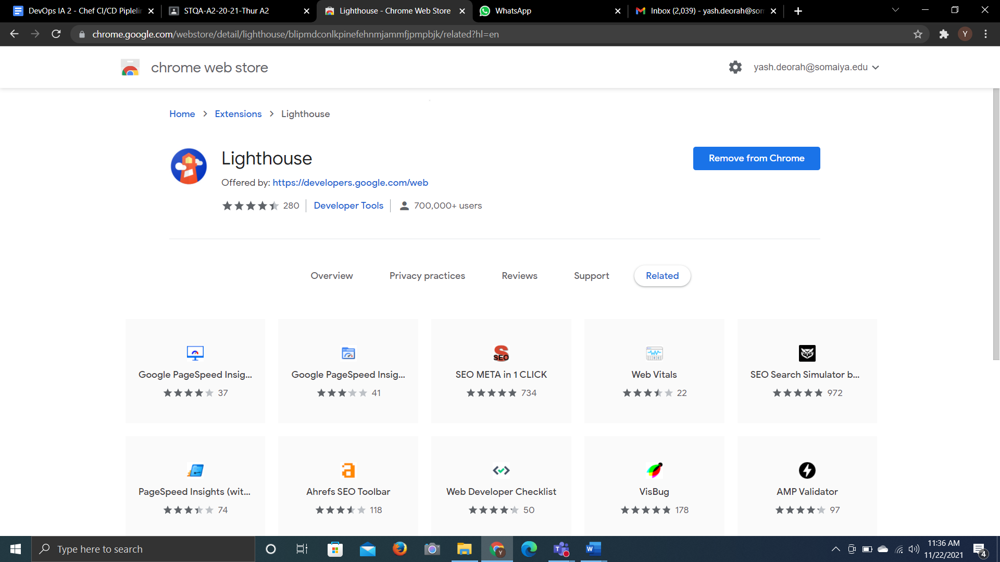 DevOps IA 2 - Chef CI/CD Piplelin
STQA-A2-20-21-Thur A2
Lighthouse - Chrome Web Store
WhatsApp
Inbox (2,039) - yash.deorah@som
chrome.google.com/webstore/detail/lighthouse/blipmdconlkpinefehnmjammfjpmpbjk/related?hl=en
Y
chrome web store
yash.deorah@somaiya.edu
Home > Extensions > Lighthouse
Lighthouse
Remove from Chrome
Offered by: https://developers.google.com/web
280
Developer Tools
700,000+ users
Overview
Privacy practices
Reviews
Support
Related
SEO
Google PageSpeed Insig...
Google PageSpeed Insig...
SEO META in 1 CLICK
Web Vitals
SEO Search Simulator b...
37
41
734
22
972
PageSpeed Insights (wit...
Ahrefs SEO Toolbar
Web Developer Checklist
VisBug
AMP Validator
74
118
50
178
97
Type here to search
11:36 AM
11/22/2021
4